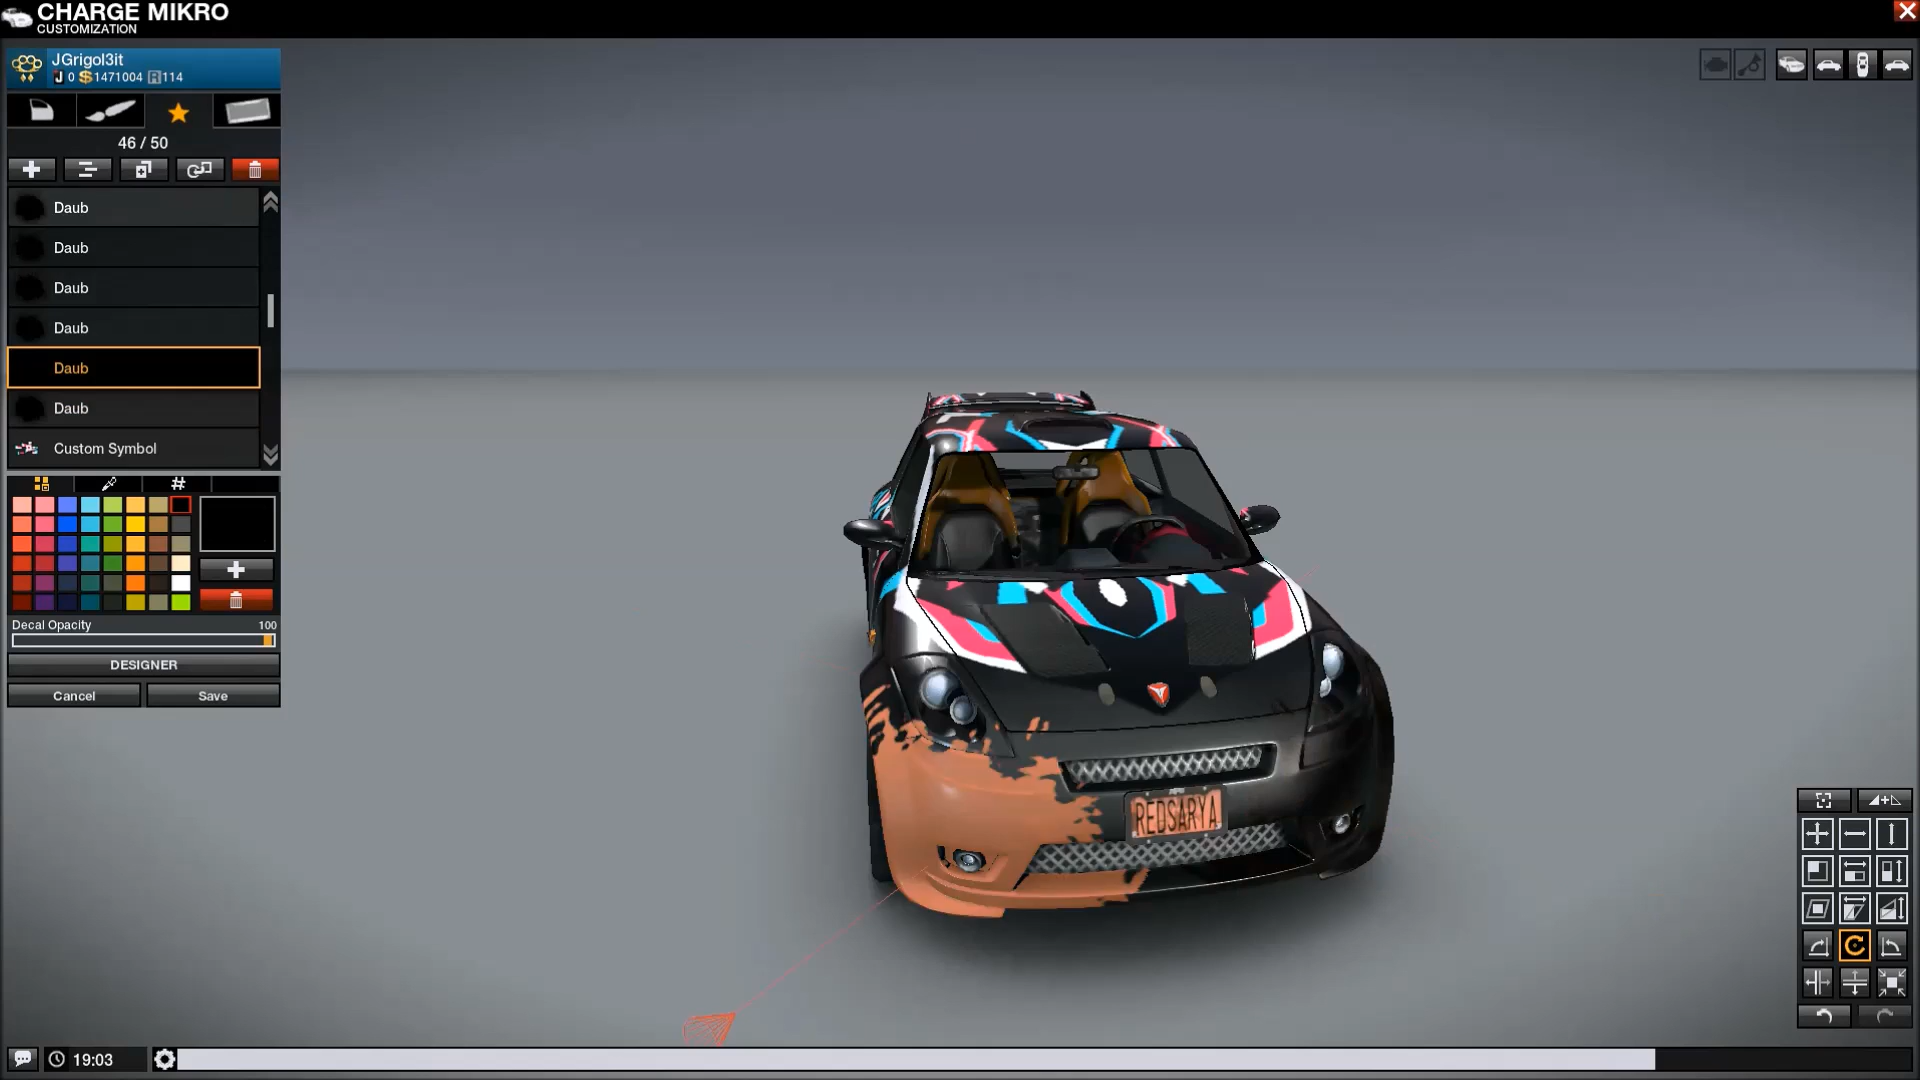 CHARGE MIKRO
CUSTOMIZATION
JGrigol3it
J 0 $1471004 R114
46 / 50
Daub
Daub
Daub
Daub
Daub
Daub
Custom Symbol
#
Decal Opacity 100
DESIGNER
Cancel Save
REDSARYA
19:03